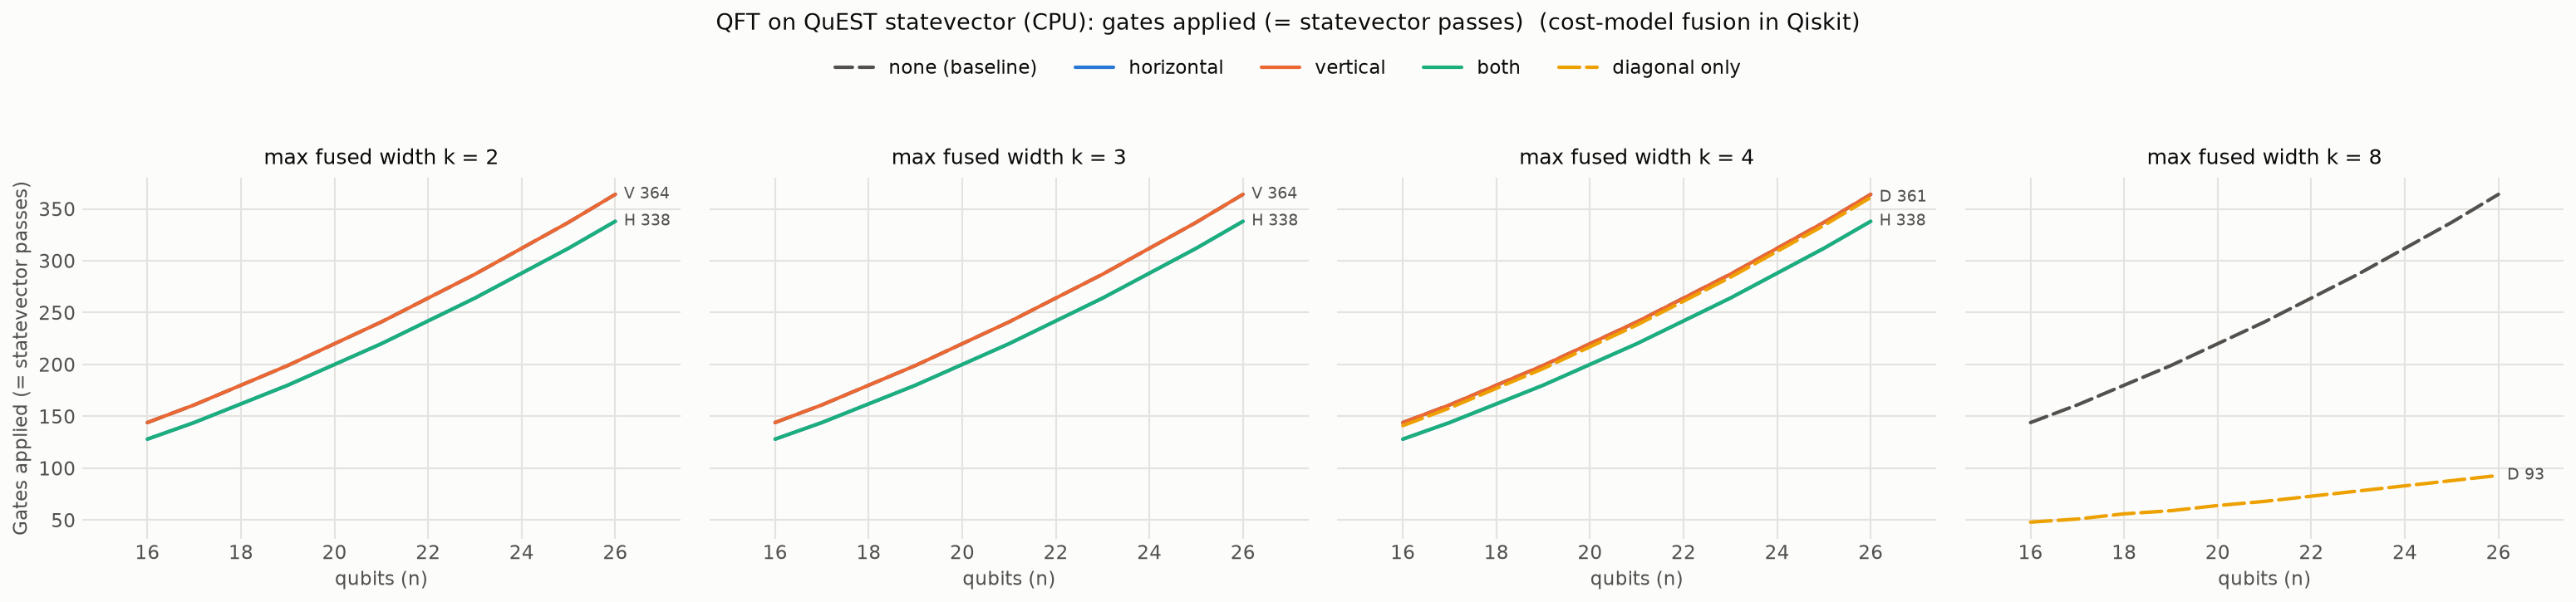 QFT on QuEST statevector (CPU): gates applied (= statevector passes)  (cost-model fusion in Qiskit)
none (baseline) horizontal vertical both diagonal only
max fused width k = 2
Gates applied (= statevector passes)
350
300
250
200
150
100
50
V 364
H 338
16 18 20 22 24 26
qubits (n)
max fused width k = 3
V 364
H 338
16 18 20 22 24 26
qubits (n)
max fused width k = 4
D 361
H 338
16 18 20 22 24 26
qubits (n)
max fused width k = 8
D 93
16 18 20 22 24 26
qubits (n)